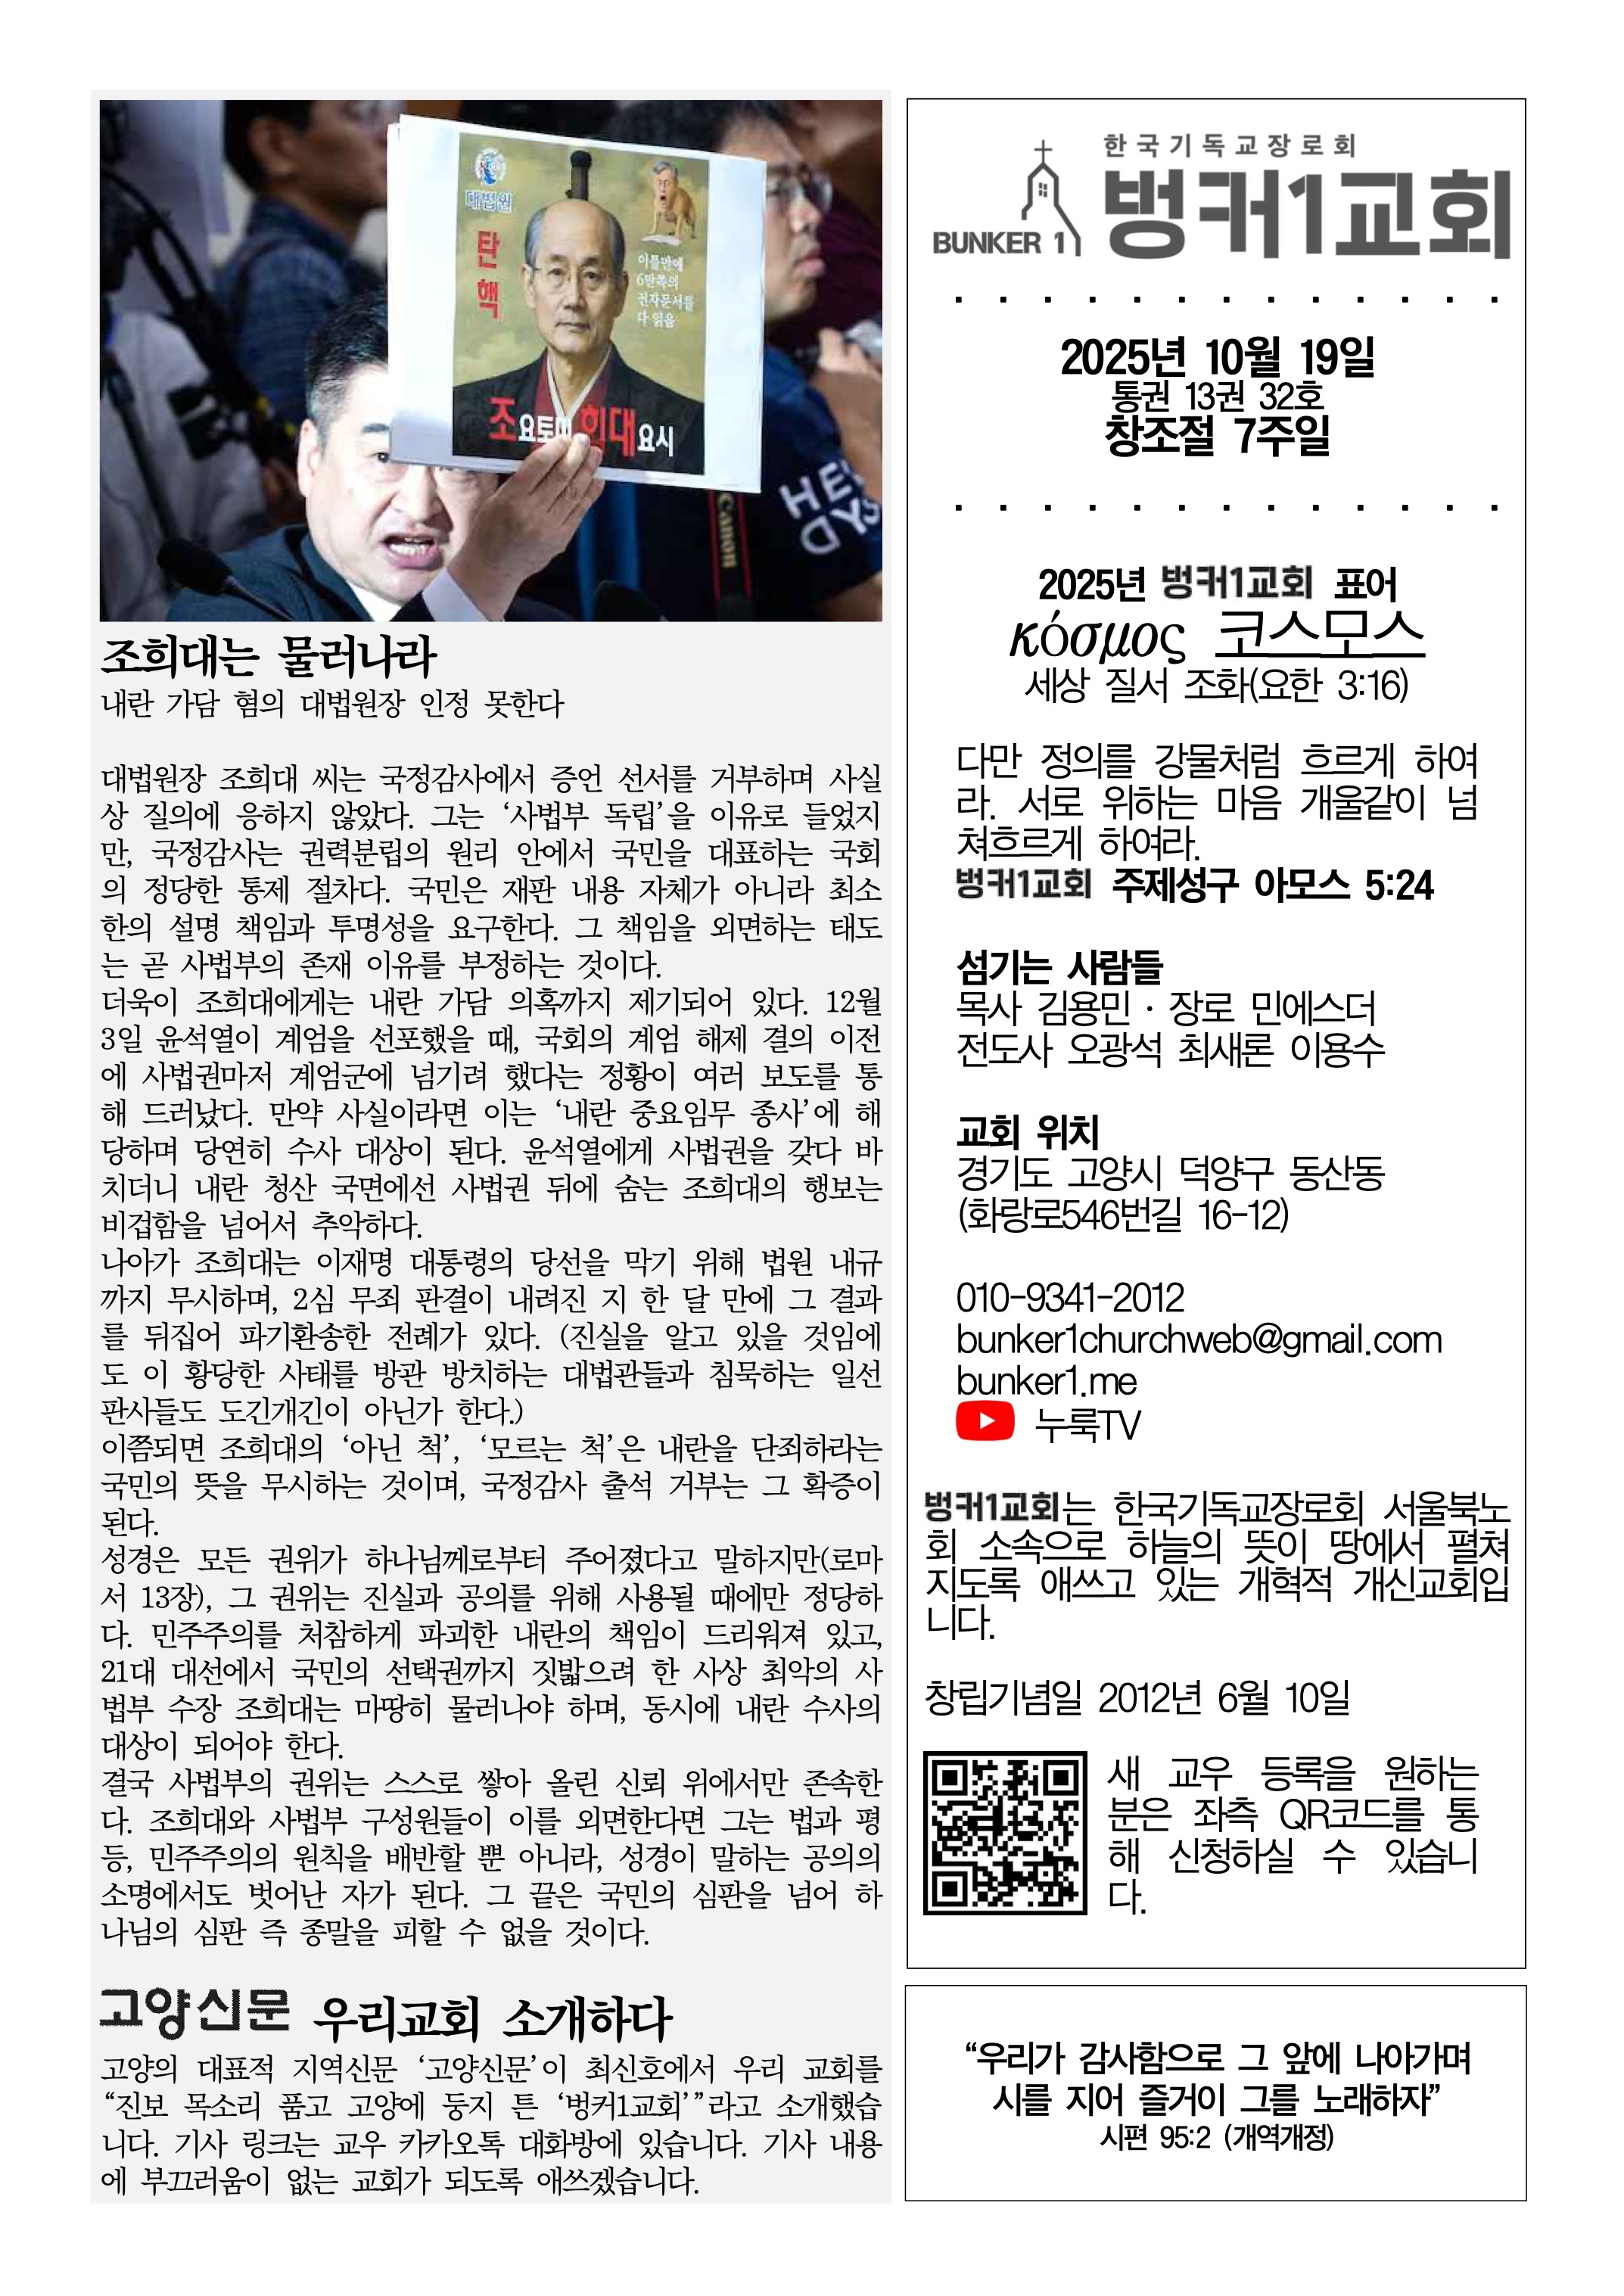 대법원
탄핵
이틀만에
6만쪽의
전자문서를
다 읽음
조요토미 희대요시
Canon
조희대는 물러나라
내란 가담 혐의 대법원장 인정 못한다
대법원장 조희대 씨는 국정감사에서 증언 선서를 거부하며 사실
상 질의에 응하지 않았다. 그는 ‘사법부 독립’을 이유로 들었지
만, 국정감사는 권력분립의 원리 안에서 국민을 대표하는 국회
의 정당한 통제 절차다. 국민은 재판 내용 자체가 아니라 최소
한의 설명 책임과 투명성을 요구한다. 그 책임을 외면하는 태도
는 곧 사법부의 존재 이유를 부정하는 것이다.
더욱이 조희대에게는 내란 가담 의혹까지 제기되어 있다. 12월
3일 윤석열이 계엄을 선포했을 때, 국회의 계엄 해제 결의 이전
에 사법권마저 계엄군에 넘기려 했다는 정황이 여러 보도를 통
해 드러났다. 만약 사실이라면 이는 ‘내란 중요임무 종사’에 해
당하며 당연히 수사 대상이 된다. 윤석열에게 사법권을 갖다 바
치더니 내란 청산 국면에선 사법권 뒤에 숨는 조희대의 행보는
비겁함을 넘어서 추악하다.
나아가 조희대는 이재명 대통령의 당선을 막기 위해 법원 내규
까지 무시하며, 2심 무죄 판결이 내려진 지 한 달 만에 그 결과
를 뒤집어 파기환송한 전례가 있다. (진실을 알고 있을 것임에
도 이 황당한 사태를 방관 방치하는 대법관들과 침묵하는 일선
판사들도 도긴개긴이 아닌가 한다.)
이쯤되면 조희대의 ‘아닌 척’, ‘모르는 척’은 내란을 단죄하라는
국민의 뜻을 무시하는 것이며, 국정감사 출석 거부는 그 확증이
된다.
성경은 모든 권위가 하나님께로부터 주어졌다고 말하지만(로마
서 13장), 그 권위는 진실과 공의를 위해 사용될 때에만 정당하
다. 민주주의를 처참하게 파괴한 내란의 책임이 드리워져 있고,
21대 대선에서 국민의 선택권까지 짓밟으려 한 사상 최악의 사
법부 수장 조희대는 마땅히 물러나야 하며, 동시에 내란 수사의
대상이 되어야 한다.
결국 사법부의 권위는 스스로 쌓아 올린 신뢰 위에서만 존속한
다. 조희대와 사법부 구성원들이 이를 외면한다면 그는 법과 평
등, 민주주의의 원칙을 배반할 뿐 아니라, 성경이 말하는 공의의
소명에서도 벗어난 자가 된다. 그 끝은 국민의 심판을 넘어 하
나님의 심판 즉 종말을 피할 수 없을 것이다.
고양신문 우리교회 소개하다
고양의 대표적 지역신문 ‘고양신문’이 최신호에서 우리 교회를
“진보 목소리 품고 고양에 둥지 튼 ‘벙커1교회’”라고 소개했습
니다. 기사 링크는 교우 카카오톡 대화방에 있습니다. 기사 내용
에 부끄러움이 없는 교회가 되도록 애쓰겠습니다.
한국기독교장로회
BUNKER 1 벙커1교회
2025년 10월 19일
통권 13권 32호
창조절 7주일
2025년 벙커1교회 표어
κόσμος 코스모스
세상 질서 조화(요한 3:16)
다만 정의를 강물처럼 흐르게 하여
라. 서로 위하는 마음 개울같이 넘
쳐흐르게 하여라.
벙커1교회 주제성구 아모스 5:24
섬기는 사람들
목사 김용민 · 장로 민에스더
전도사 오광석 최새론 이용수
교회 위치
경기도 고양시 덕양구 동산동
(화랑로546번길 16-12)
010-9341-2012
bunker1churchweb@gmail.com
bunker1.me
누룩TV
벙커1교회는 한국기독교장로회 서울북노
회 소속으로 하늘의 뜻이 땅에서 펼쳐
지도록 애쓰고 있는 개혁적 개신교회입
니다.
창립기념일 2012년 6월 10일
새 교우 등록을 원하는
분은 좌측 QR코드를 통
해 신청하실 수 있습니
다.
“우리가 감사함으로 그 앞에 나아가며
시를 지어 즐거이 그를 노래하자”
시편 95:2 (개역개정)